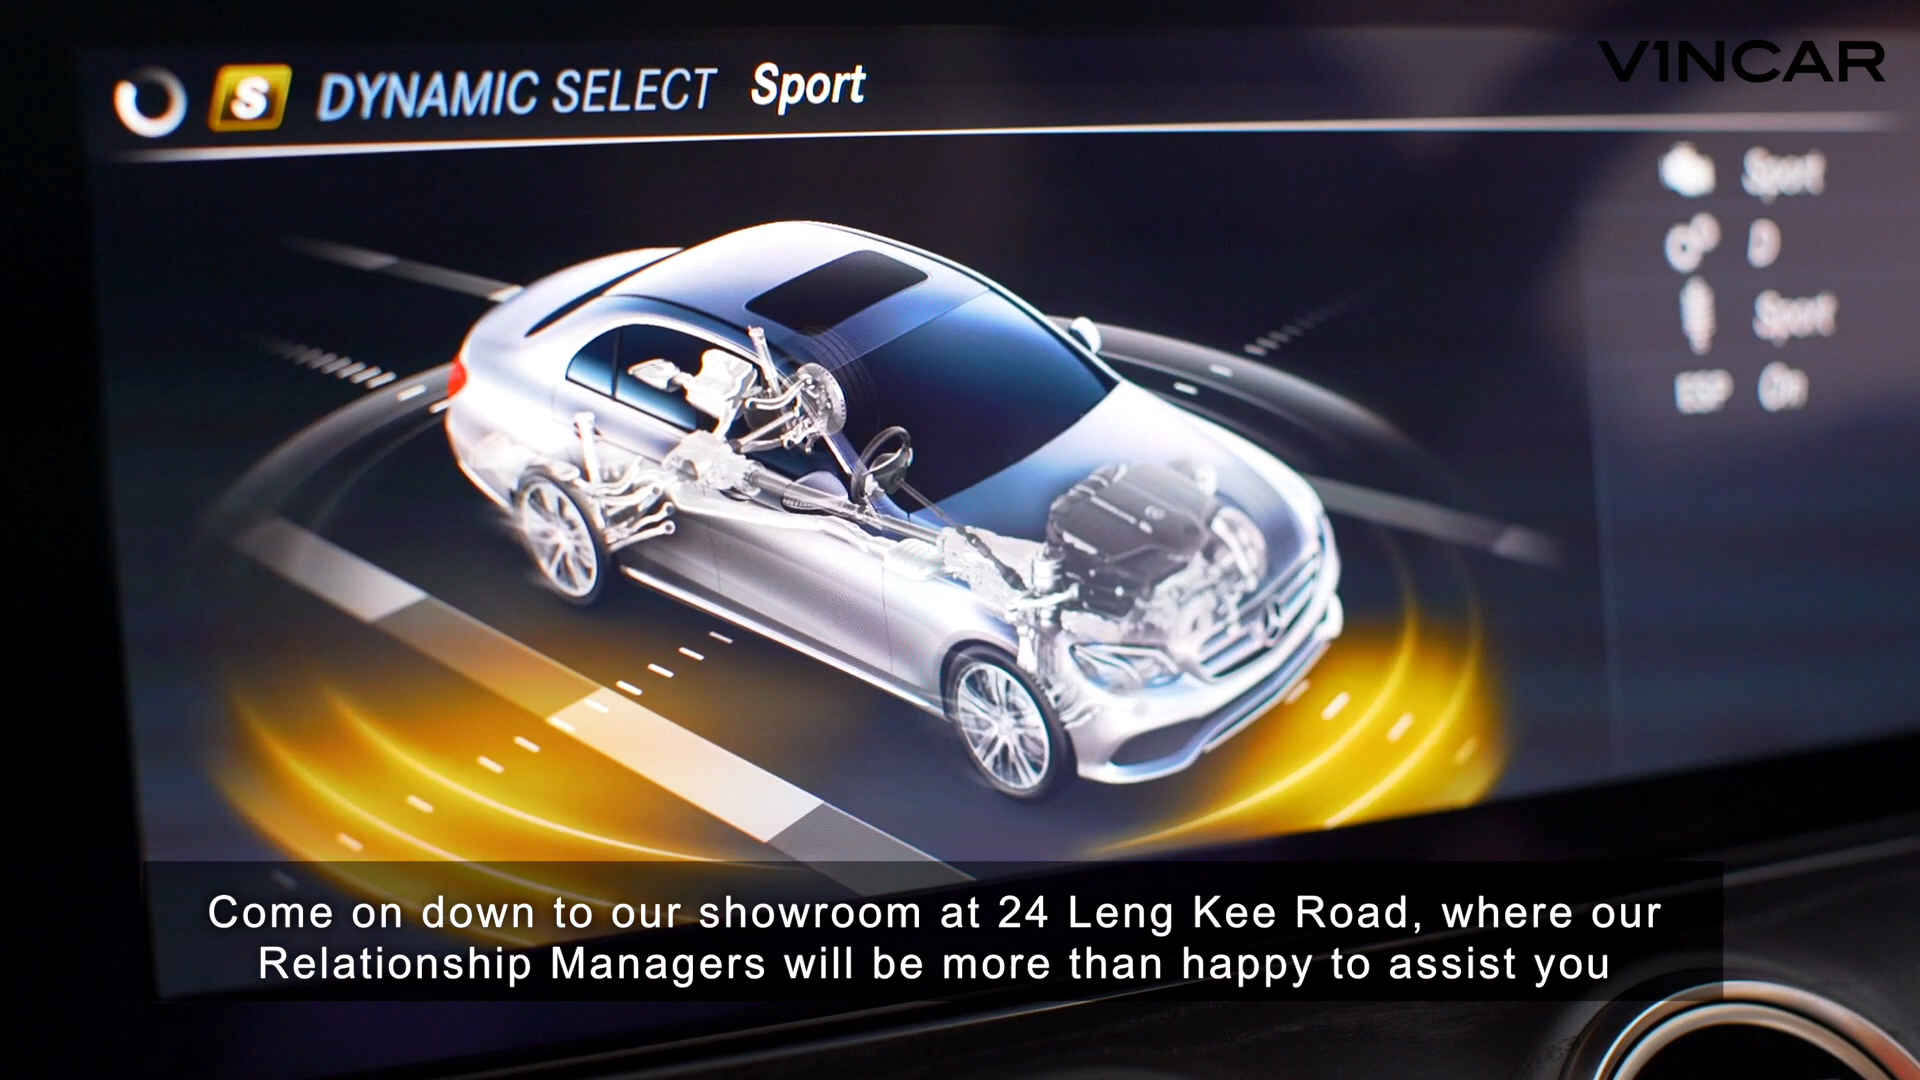 V1NCAR
S DYNAMIC SELECT Sport
Sport
D
Sport
ESP On
Come on down to our showroom at 24 Leng Kee Road, where our
Relationship Managers will be more than happy to assist you